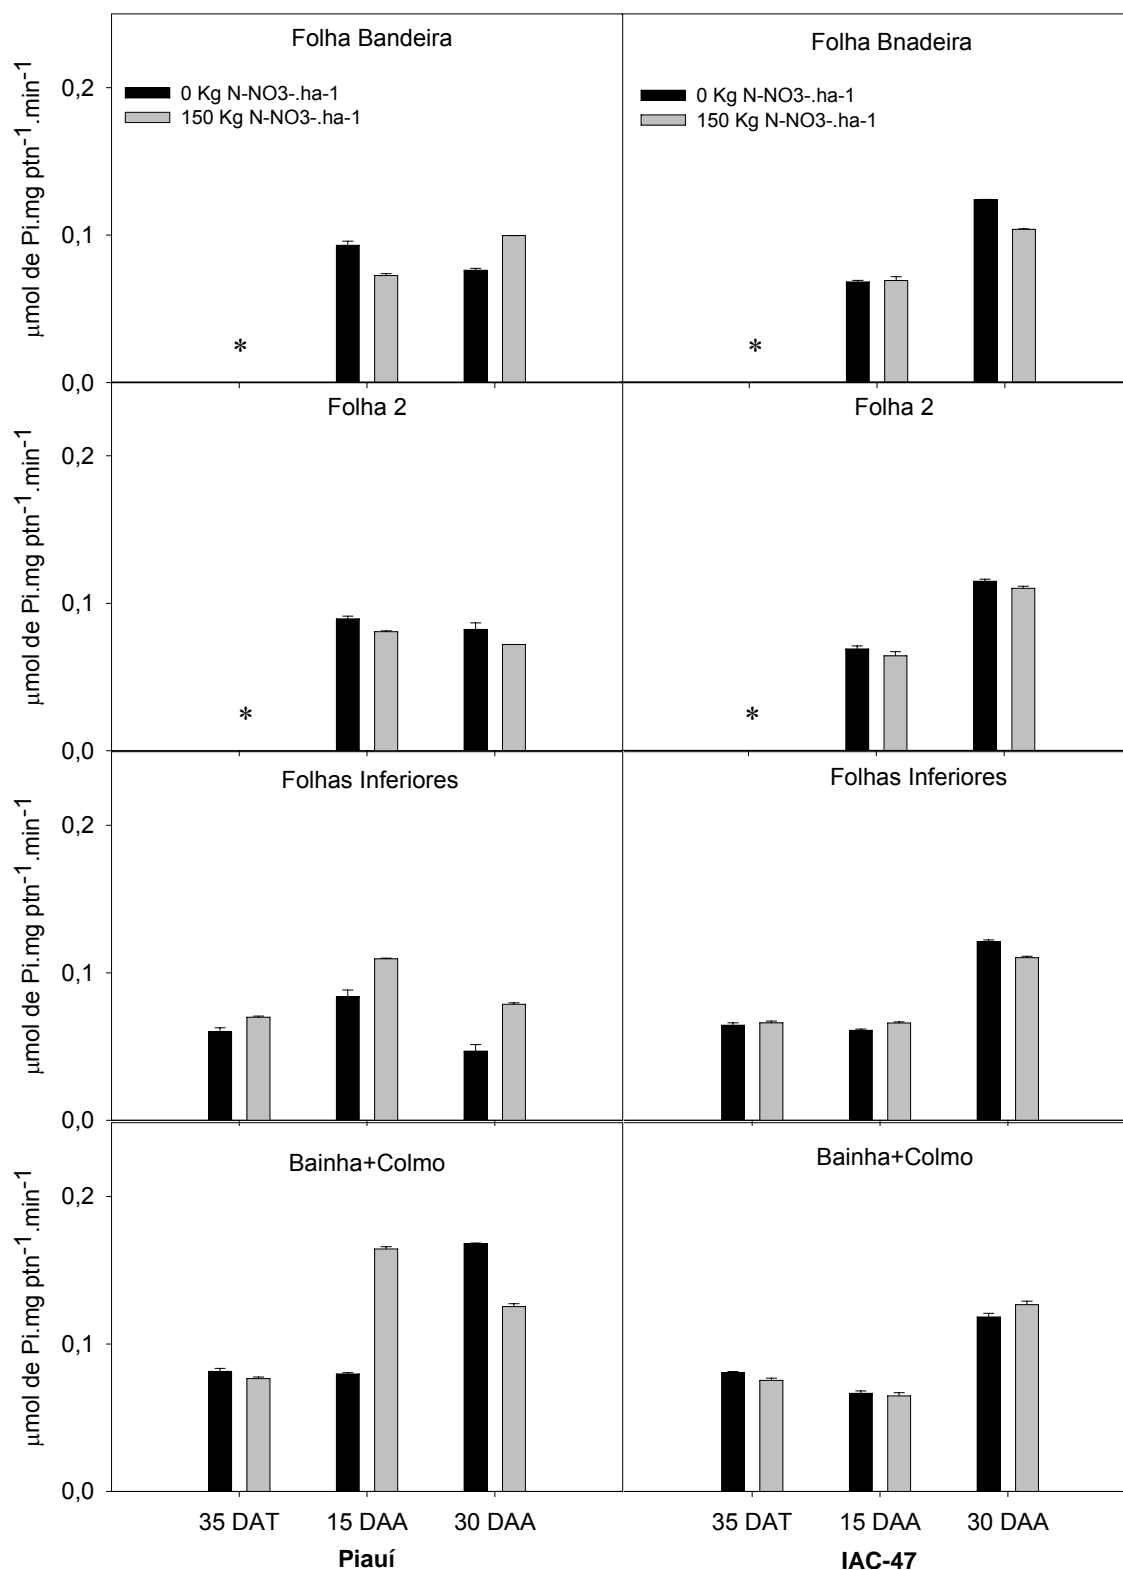 Folha Bandeira
0 Kg N-NO3-.ha-1
150 Kg N-NO3-.ha-1
µmol de Pi.mg ptn-1.min-1
0,2
0,1
0,0
*
Folha Bnadeira
0 Kg N-NO3-.ha-1
150 Kg N-NO3-.ha-1
*
Folha 2
µmol de Pi.mg ptn-1.min-1
0,2
0,1
0,0
*
Folha 2
*
Folhas Inferiores
µmol de Pi.mg ptn-1.min-1
0,2
0,1
0,0
Folhas Inferiores
Bainha+Colmo
µmol de Pi.mg ptn-1.min-1
0,2
0,1
0,0
Bainha+Colmo
35 DAT 15 DAA 30 DAA
Piauí
35 DAT 15 DAA 30 DAA
IAC-47